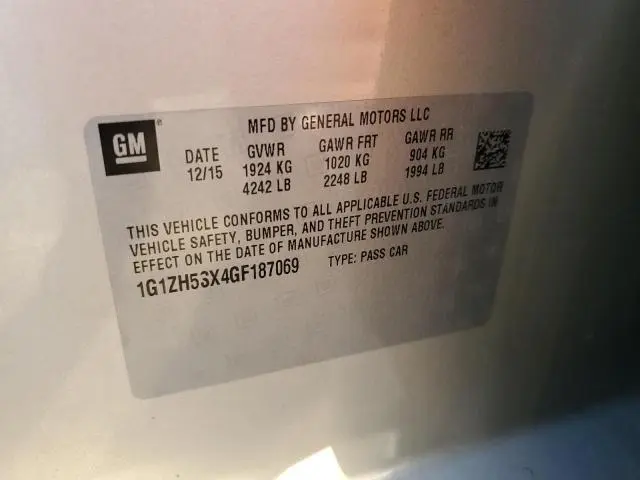 GM
MFD BY GENERAL MOTORS LLC
DATE GVWR GAWR FRT GAWR RR
12/15 1924 KG 1020 KG 904 KG
4242 LB 2248 LB 1994 LB
THIS VEHICLE CONFORMS TO ALL APPLICABLE U.S. FEDERAL MOTOR
VEHICLE SAFETY, BUMPER, AND THEFT PREVENTION STANDARDS IN
EFFECT ON THE DATE OF MANUFACTURE SHOWN ABOVE.
1G1ZH5SX4GF187069 TYPE: PASS CAR